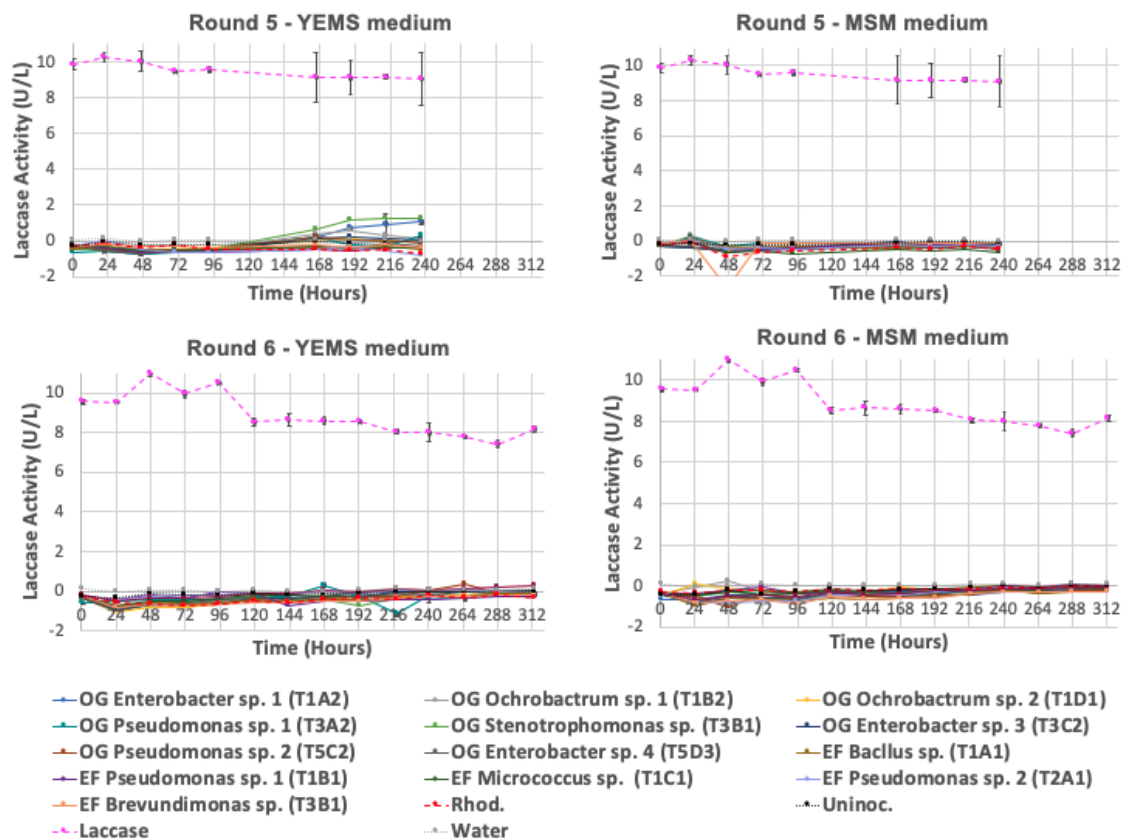 Round 5 - YEMS medium
Laccase Activity (U/L)
10
8
6
4
2
0
-2
0 24 48 72 96 120 144 168 192 216 240 264 288 312
Time (Hours)
Round 5 - MSM medium
Laccase Activity (U/L)
10
8
6
4
2
0
-2
0 24 48 72 96 120 144 168 192 216 240 264 288 312
Time (Hours)
Round 6 - YEMS medium
Laccase Activity (U/L)
10
8
6
4
2
0
-2
0 24 48 72 96 120 144 168 192 216 240 264 288 312
Time (Hours)
Round 6 - MSM medium
Laccase Activity (U/L)
10
8
6
4
2
0
-2
0 24 48 72 96 120 144 168 192 216 240 264 288 312
Time (Hours)
OG Enterobacter sp. 1 (T1A2) OG Ochrobactrum sp. 1 (T1B2) OG Ochrobactrum sp. 2 (T1D1)
OG Pseudomonas sp. 1 (T3A2) OG Stenotrophomonas sp. (T3B1) OG Enterobacter sp. 3 (T3C2)
OG Pseudomonas sp. 2 (T5C2) OG Enterobacter sp. 4 (T5D3) EF Bacllus sp. (T1A1)
EF Pseudomonas sp. 1 (T1B1) EF Micrococcus sp. (T1C1) EF Pseudomonas sp. 2 (T2A1)
EF Brevundimonas sp. (T3B1) Rhod. Uninoc.
Laccase Water